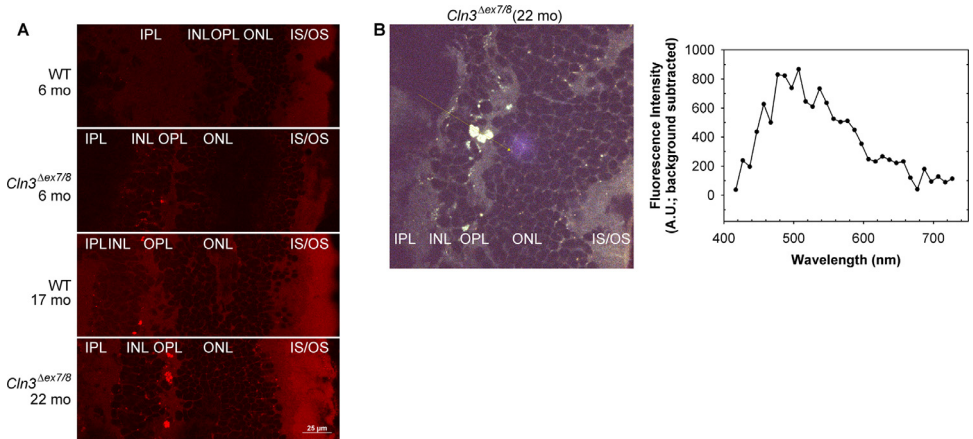 A
IPL INL OPL ONL IS/OS
WT
6 mo
IPL INL OPL ONL IS/OS
Cln3Δex7/8
6 mo
IPL INL OPL ONL IS/OS
WT
17 mo
IPL INL OPL ONL IS/OS
Cln3Δex7/8
22 mo
25 µm
B
Cln3Δex7/8(22 mo)
IPL INL OPL ONL IS/OS
Fluorescence Intensity
(A.U.; background subtracted)
1000
800
600
400
200
0
400 500 600 700
Wavelength (nm)